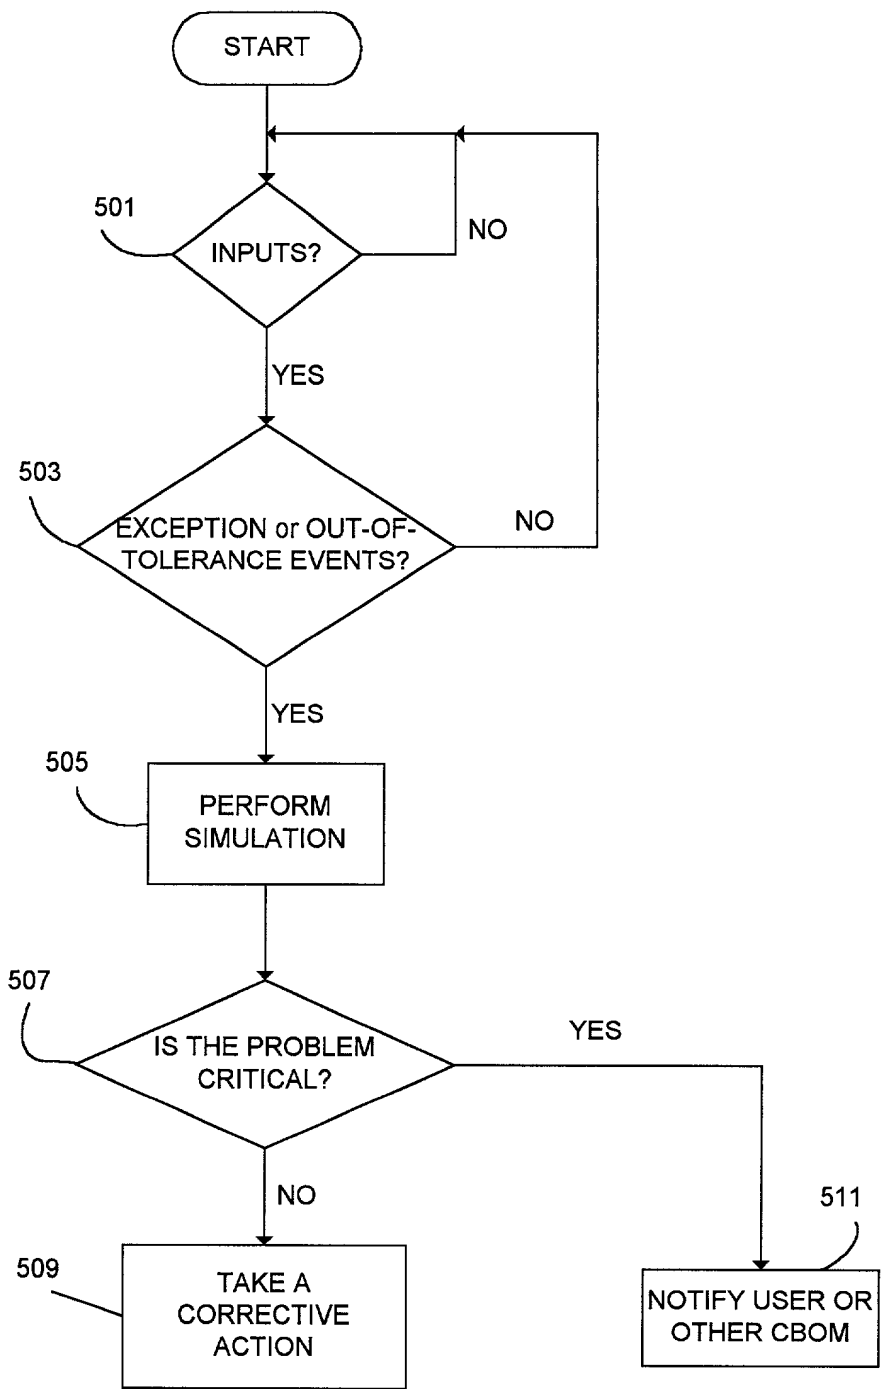 START
501
INPUTS?
NO
YES
503
EXCEPTION or OUT-OF-
TOLERANCE EVENTS?
NO
YES
505
PERFORM
SIMULATION
507
IS THE PROBLEM
CRITICAL?
YES
NO
509
TAKE A
CORRECTIVE
ACTION
511
NOTIFY USER OR
OTHER CBOM